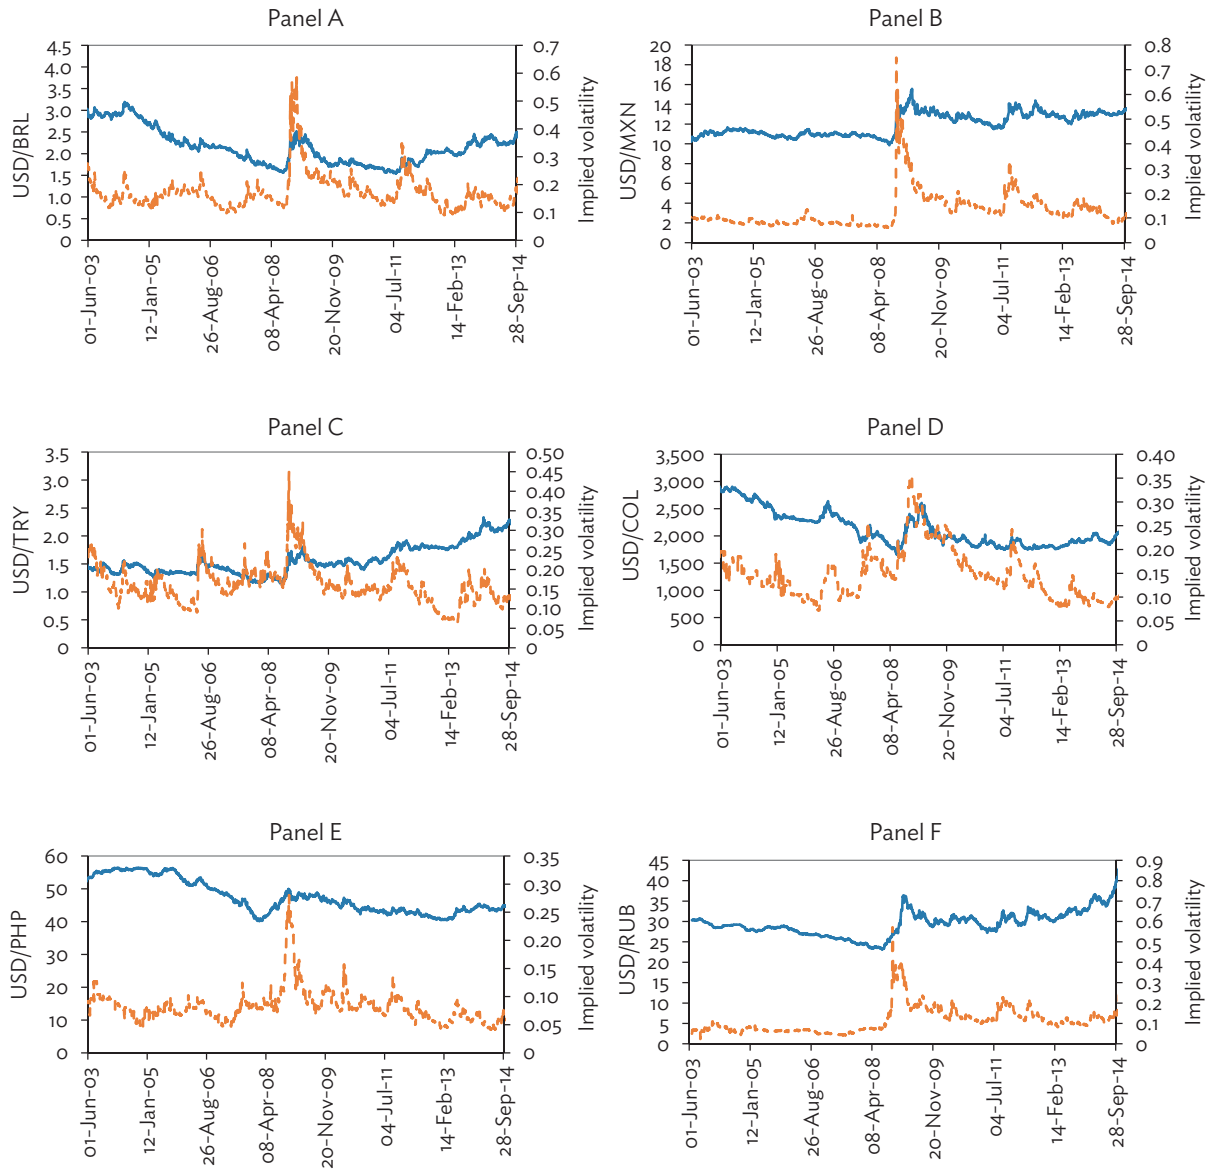 Panel A
USD/BRL
4.5
4.0
3.5
3.0
2.5
2.0
1.5
1.0
0.5
0
0.7
0.6
0.5
0.4
0.3
0.2
0.1
0
Implied volatility
01-Jun-03
12-Jan-05
26-Aug-06
08-Apr-08
20-Nov-09
04-Jul-11
14-Feb-13
28-Sep-14
Panel B
USD/MXN
20
18
16
14
12
10
8
6
4
2
0
0.8
0.7
0.6
0.5
0.4
0.3
0.2
0.1
0
Implied volatility
01-Jun-03
12-Jan-05
26-Aug-06
08-Apr-08
20-Nov-09
04-Jul-11
14-Feb-13
28-Sep-14
Panel C
USD/TRY
3.5
3.0
2.5
2.0
1.5
1.0
0.5
0
0.50
0.45
0.40
0.35
0.30
0.25
0.20
0.15
0.10
0.05
0.00
Implied volatility
01-Jun-03
12-Jan-05
26-Aug-06
08-Apr-08
20-Nov-09
04-Jul-11
14-Feb-13
28-Sep-14
Panel D
USD/COL
3,500
3,000
2,500
2,000
1,500
1,000
500
0
0.40
0.35
0.30
0.25
0.20
0.15
0.10
0.05
0
Implied volatility
01-Jun-03
12-Jan-05
26-Aug-06
08-Apr-08
20-Nov-09
04-Jul-11
14-Feb-13
28-Sep-14
Panel E
USD/PHP
60
50
40
30
20
10
0
0.35
0.30
0.25
0.20
0.15
0.10
0.05
0
Implied volatility
01-Jun-03
12-Jan-05
26-Aug-06
08-Apr-08
20-Nov-09
04-Jul-11
14-Feb-13
28-Sep-14
Panel F
USD/RUB
45
40
35
30
25
20
15
10
5
0
0.9
0.8
0.7
0.6
0.5
0.4
0.3
0.2
0.1
0
Implied volatility
01-Jun-03
12-Jan-05
26-Aug-06
08-Apr-08
20-Nov-09
04-Jul-11
14-Feb-13
28-Sep-14